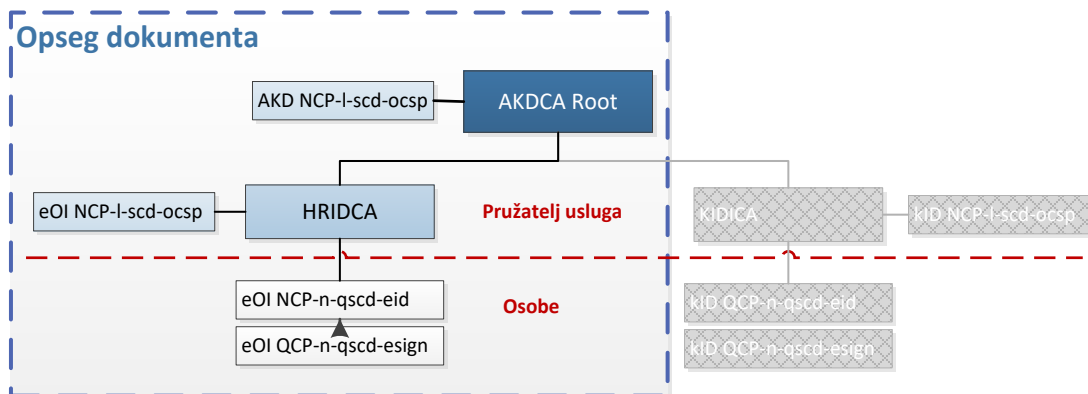 Opseg dokumenta
AKD NCP-l-scd-ocsp
AKDCA Root
eOI NCP-l-scd-ocsp
HRIDCA
Pružatelj usluga
KIDICA
kID NCP-l-scd-ocsp
eOI NCP-n-qscd-eid
eOI QCP-n-qscd-esign
Osobe
kID QCP-n-qscd-eid
kID QCP-n-qscd-esign